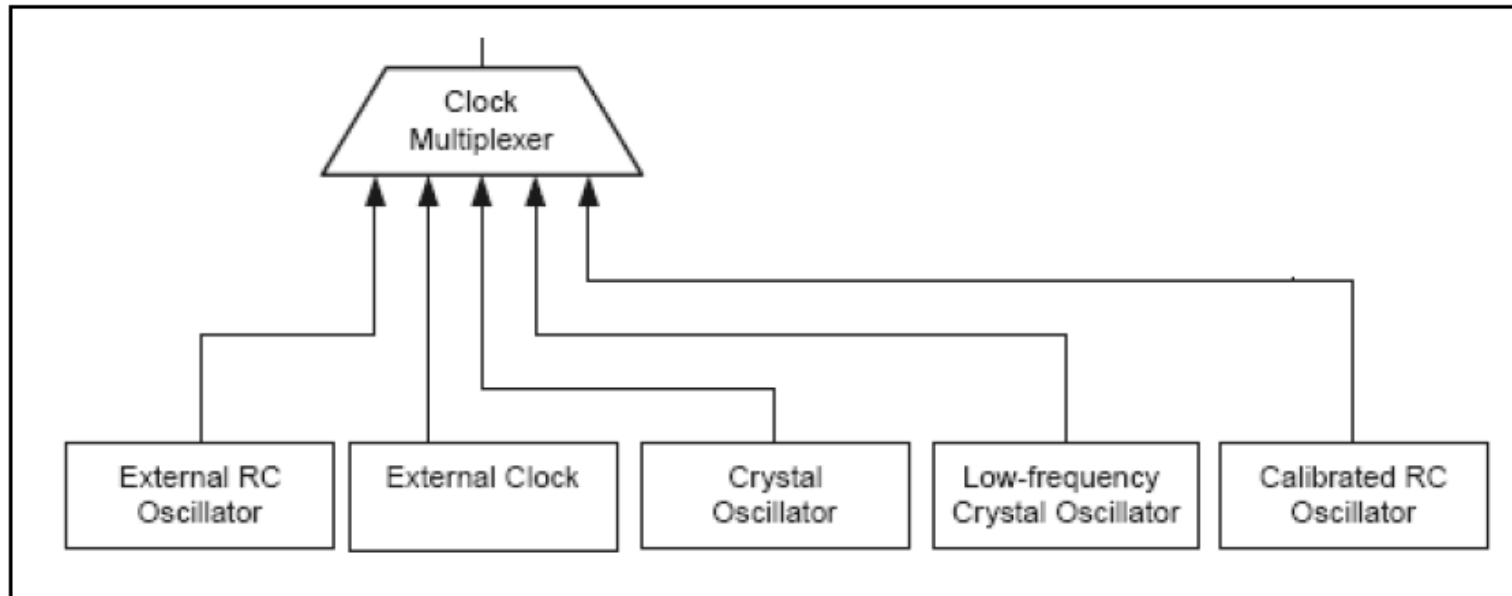 Clock
Multiplexer
External RC
Oscillator
External Clock
Crystal
Oscillator
Low-frequency
Crystal Oscillator
Calibrated RC
Oscillator